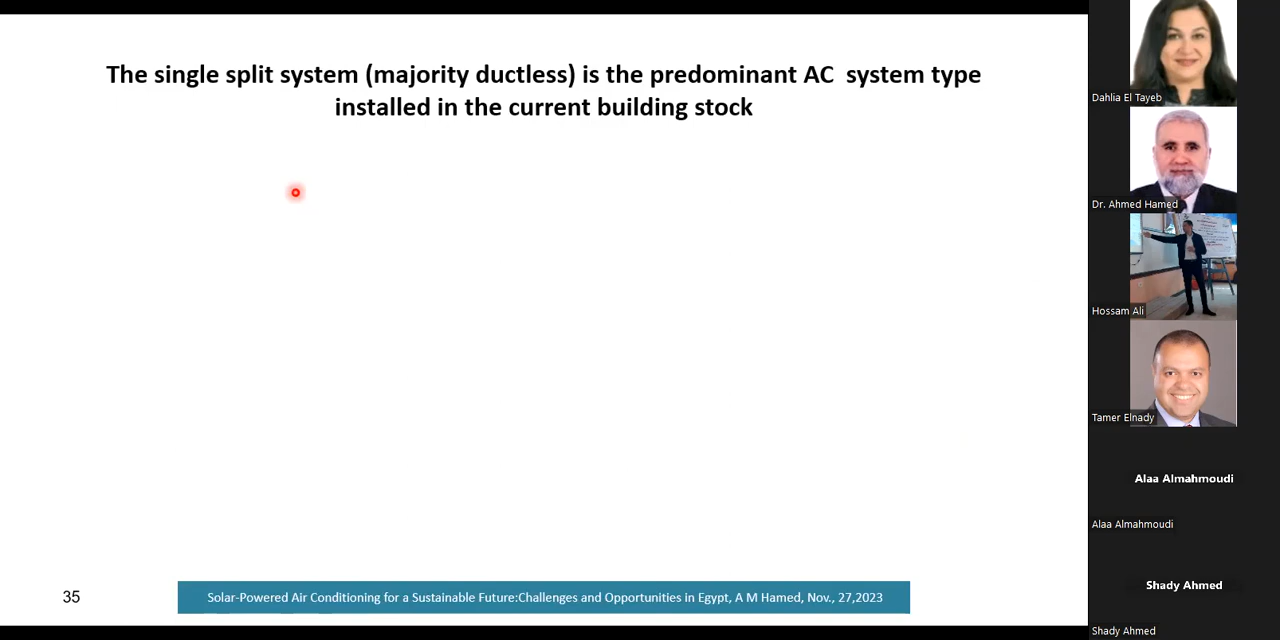 The single split system (majority ductless) is the predominant AC system type
installed in the current building stock
35
Solar-Powered Air Conditioning for a Sustainable Future:Challenges and Opportunities in Egypt, A M Hamed, Nov., 27,2023
Dahlia El Tayeb
Dr. Ahmed Hamed
Hossam Ali
Tamer Elnady
Alaa Almahmoudi
Alaa Almahmoudi
Shady Ahmed
Shady Ahmed